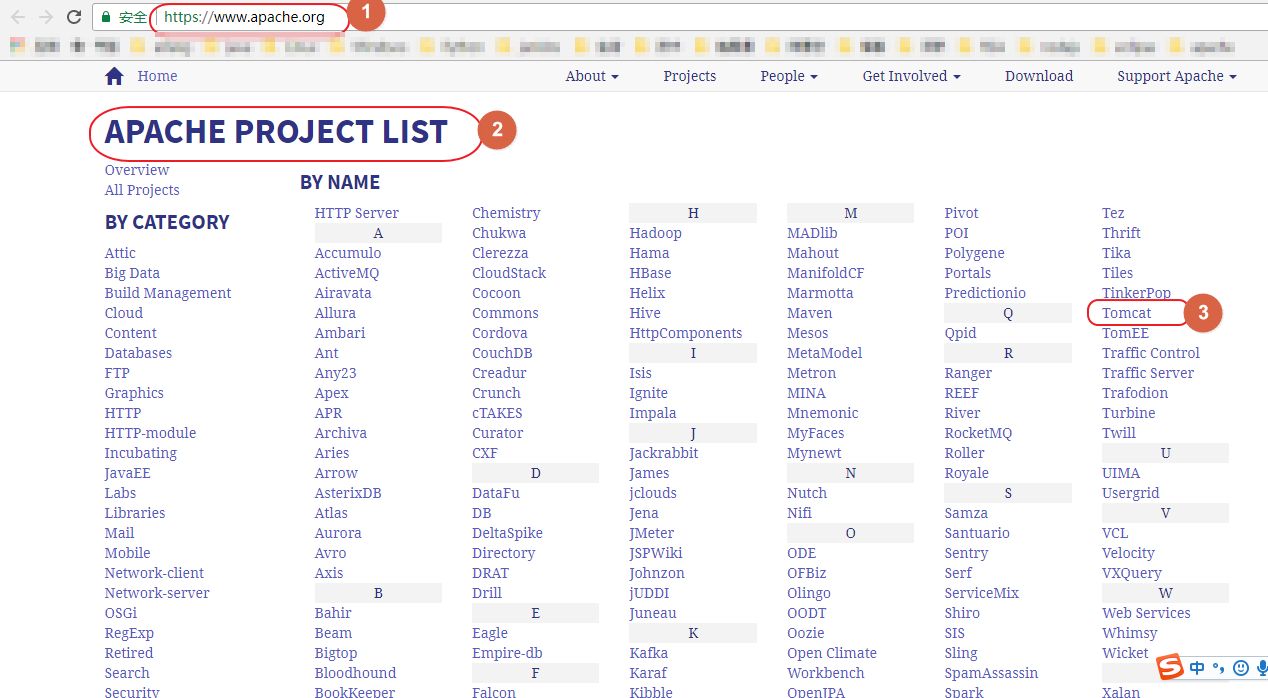 安全 https://www.apache.org
1
Home
About
Projects
People
Get Involved
Download
Support Apache
APACHE PROJECT LIST
2
Overview
All Projects
BY CATEGORY
Attic
Big Data
Build Management
Cloud
Content
Databases
FTP
Graphics
HTTP
HTTP-module
Incubating
JavaEE
Labs
Libraries
Mail
Mobile
Network-client
Network-server
OSGi
RegExp
Retired
Search
Security
BY NAME
HTTP Server
A
Accumulo
ActiveMQ
Airavata
Allura
Ambari
Ant
Any23
Apex
APR
Archiva
Aries
Arrow
AsterixDB
Atlas
Aurora
Avro
Axis
B
Bahir
Beam
Bigtop
Bloodhound
BookKeeper
Chemistry
Chukwa
Clerezza
CloudStack
Cocoon
Commons
Cordova
CouchDB
Creadur
Crunch
cTAKES
Curator
CXF
D
DataFu
DB
DeltaSpike
Directory
DRAT
Drill
E
Eagle
Empire-db
F
Falcon
H
Hadoop
Hama
HBase
Helix
Hive
HttpComponents
I
Isis
Ignite
Impala
J
Jackrabbit
James
jclouds
Jena
JMeter
JSPWiki
Johnzon
jUDDI
Juneau
K
Kafka
Karaf
Kibble
M
MADlib
Mahout
ManifoldCF
Marmotta
Maven
Mesos
MetaModel
Metron
MINA
Mnemonic
MyFaces
Mynewt
N
Nutch
Nifi
O
ODE
OFBiz
Olingo
OODT
Oozie
Open Climate
Workbench
OpenJPA
Pivot
POI
Polygene
Portals
Predictionio
Q
Qpid
R
Ranger
REEF
River
RocketMQ
Roller
Royale
S
Samza
Santuario
Sentry
Serf
ServiceMix
Shiro
SIS
Sling
SpamAssassin
Spark
Tez
Thrift
Tika
Tiles
TinkerPop
Tomcat
3
TomEE
Traffic Control
Traffic Server
Trafodion
Turbine
Twill
U
UIMA
Usergrid
V
VCL
Velocity
VXQuery
W
Web Services
Whimsy
Wicket
Xalan
S 中 °,